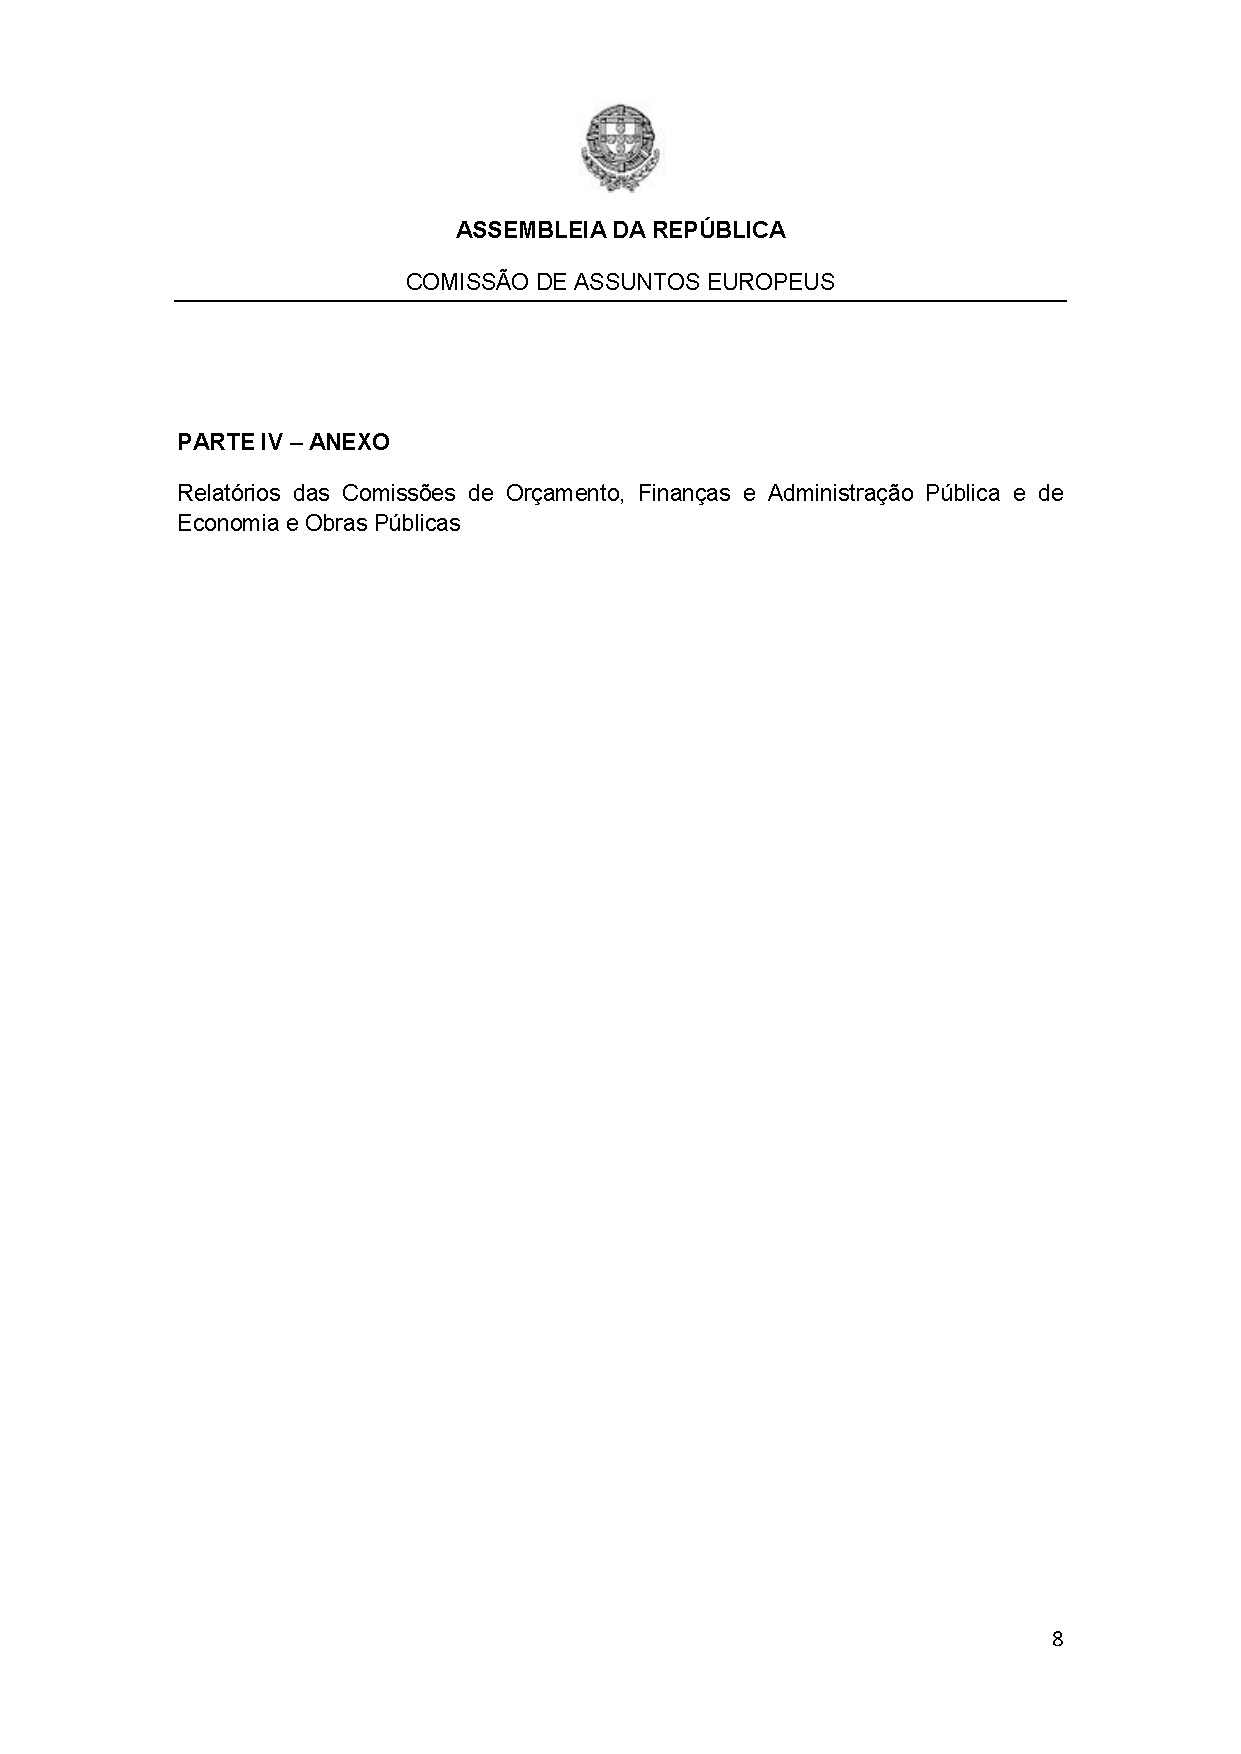 ASSEMBLEIA DA REPÚBLICA
COMISSÃO DE ASSUNTOS EUROPEUS
PARTE IV – ANEXO
Relatórios das Comissões de Orçamento, Finanças e Administração Pública e de
Economia e Obras Públicas
8